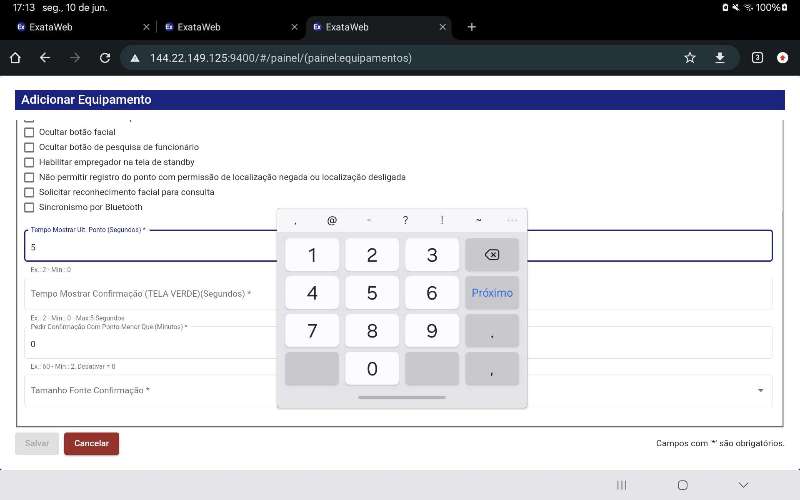 17:13 seg., 10 de jun. 100%
Ex ExataWeb Ex ExataWeb Ex ExataWeb
144.22.149.125:9400/#/painel/(painel:equipamentos) 3
Adicionar Equipamento
Ocultar botão facial
Ocultar botão de pesquisa de funcionário
Habilitar empregador na tela de standby
Não permitir registro do ponto com permissão de localização negada ou localização desligada
Solicitar reconhecimento facial para consulta
Sincronismo por Bluetooth
Tempo Mostrar Ult. Ponto (Segundos) *
5
Ex.: 2 - Min.: 0
Tempo Mostrar Confirmação (TELA VERDE)(Segundos) *
Ex.: 2 - Min.: 0 - Max 5 Segundos
Pedir Confirmação Com Ponto Menor Que (Minutos) *
0
Ex.: 60 - Min.: 2, Desativar = 0
Tamanho Fonte Confirmação *
, @ - ? ! ~ ...
1 2 3
4 5 6 Próximo
7 8 9 .
0 ,
Salvar Cancelar Campos com '*' são obrigatórios.